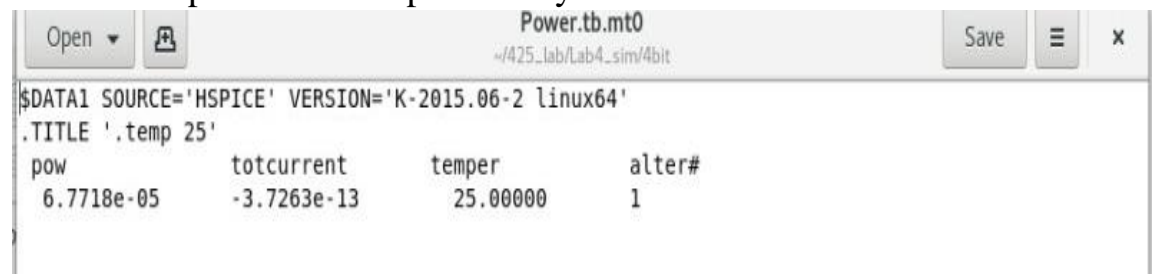 Open
Power.tb.mt0
~/425_lab/Lab4_sim/4bit
Save
$DATA1 SOURCE='HSPICE' VERSION='K-2015.06-2 linux64'
.TITLE '.temp 25'
pow totcurrent temper alter#
6.7718e-05 -3.7263e-13 25.00000 1